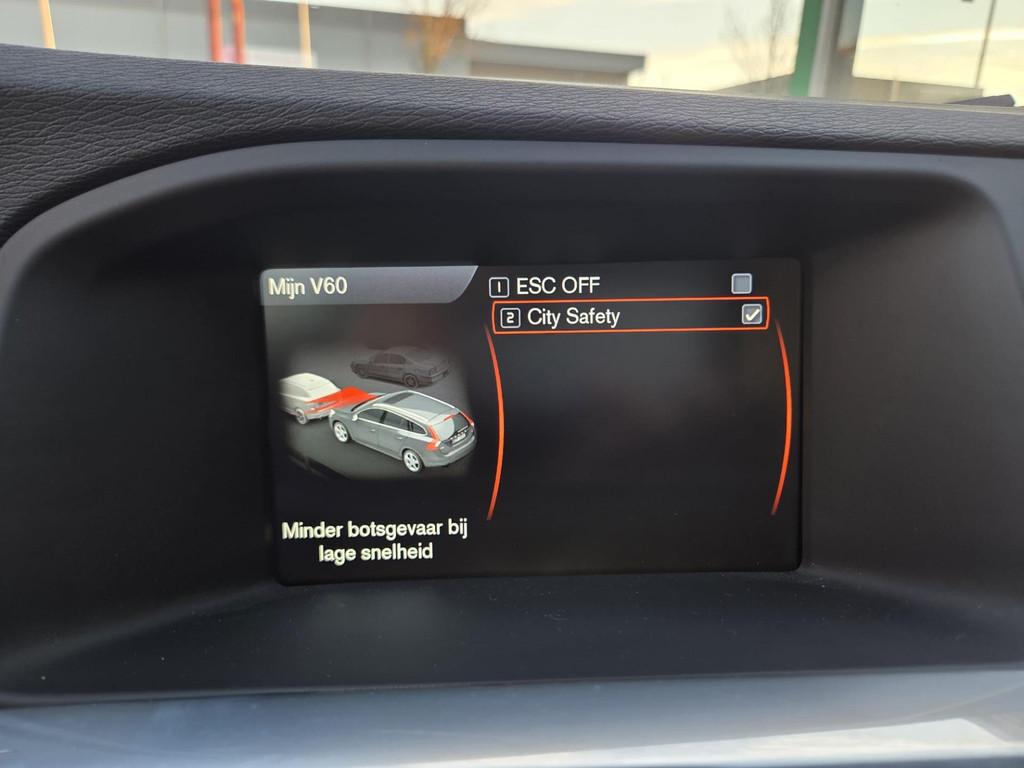 Mijn V60
1 ESC OFF
2 City Safety
Minder botsgevaar bij
lage snelheid